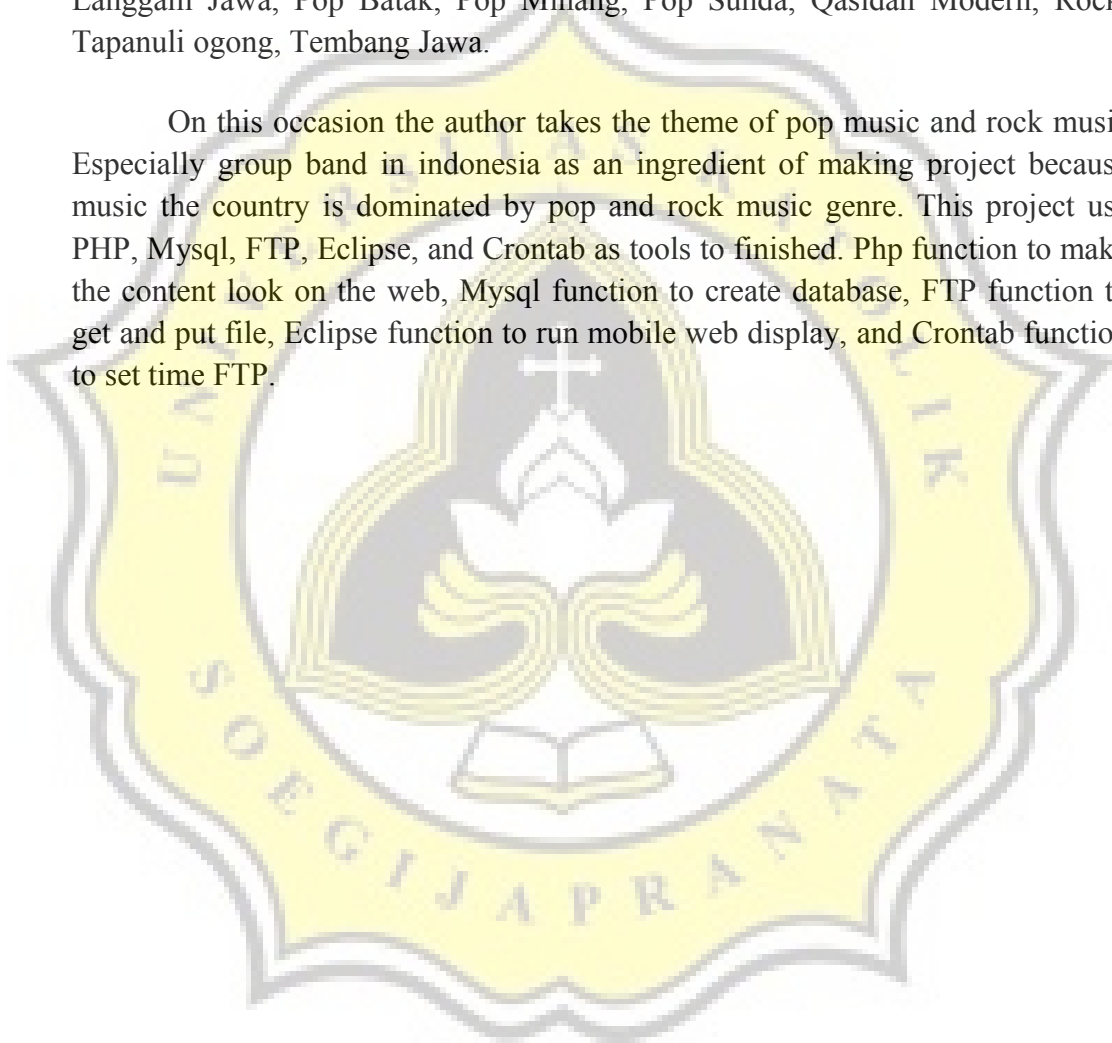 Langgam Jawa, Pop Batak, Pop Minang, Pop Sunda, Qasidah Modern, Rock
Tapanuli ogong, Tembang Jawa.
On this occasion the author takes the theme of pop music and rock musi
Especially group band in indonesia as an ingredient of making project becaus
music the country is dominated by pop and rock music genre. This project us
PHP, Mysql, FTP, Eclipse, and Crontab as tools to finished. Php function to mak
the content look on the web, Mysql function to create database, FTP function t
get and put file, Eclipse function to run mobile web display, and Crontab functio
to set time FTP.
UNIVERSITAS KATOLIK
SOEGIJAPRANATA